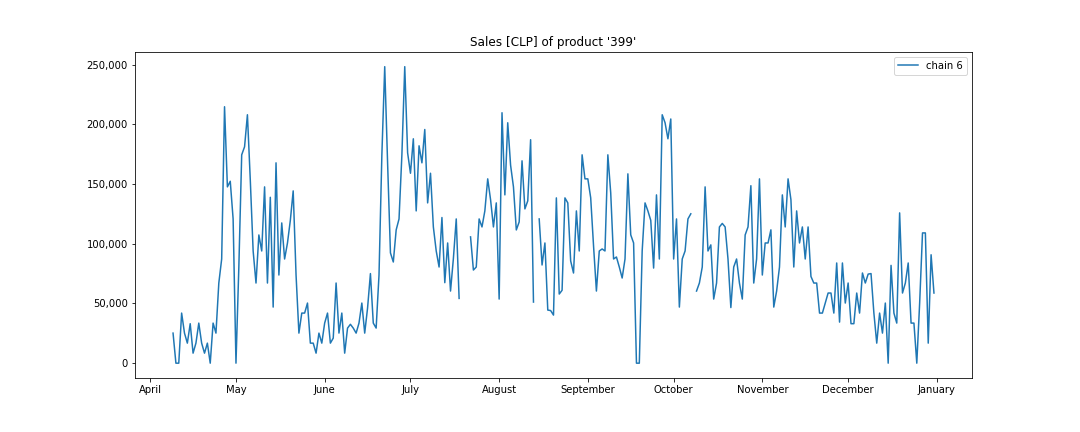 Sales [CLP] of product '399'
chain 6
250,000
200,000
150,000
100,000
50,000
0
April May June July August September October November December January